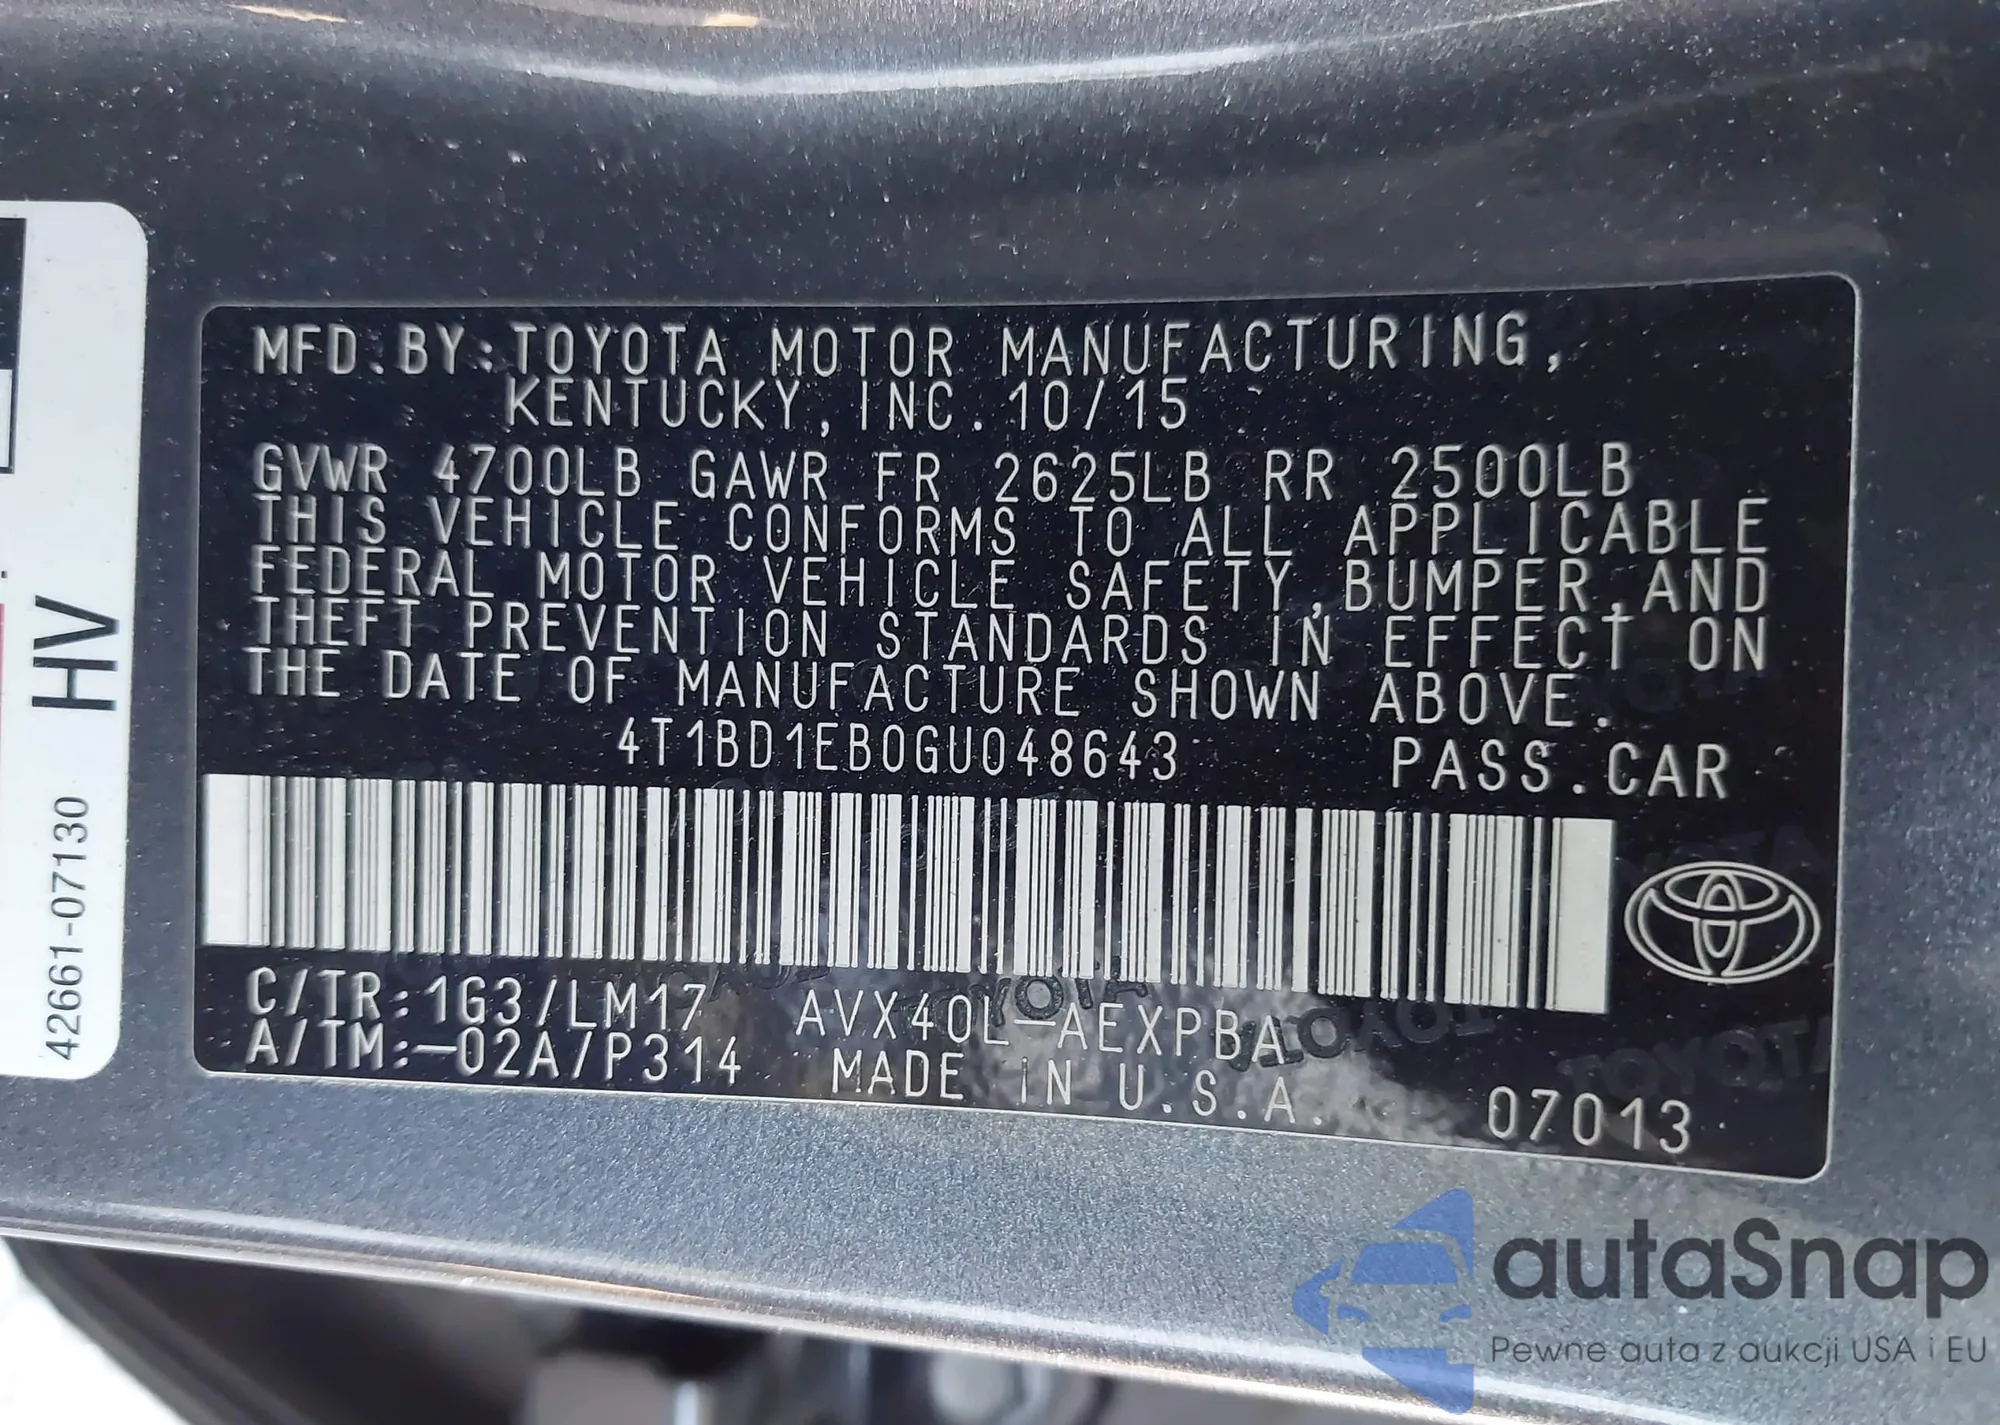 MFD.BY:TOYOTA MOTOR MANUFACTURING,
KENTUCKY,INC.10/15
GVWR 4700LB GAWR FR 2625LB RR 2500LB
THIS VEHICLE CONFORMS TO ALL APPLICABLE
FEDERAL MOTOR VEHICLE SAFETY,BUMPER,AND
THEFT PREVENTION STANDARDS IN EFFECT ON
THE DATE OF MANUFACTURE SHOWN ABOVE.
4T1BD1EB0GU048643 PASS.CAR
C/TR:1G3/LM17 AVX40L-AEXPBA
A/TM:-02A/P314 MADE IN U.S.A.
07013
HV
42661-07130
TOYOTA TOYOTA TOYOTA
autaSnap
Pewne auta z aukcji USA i EU